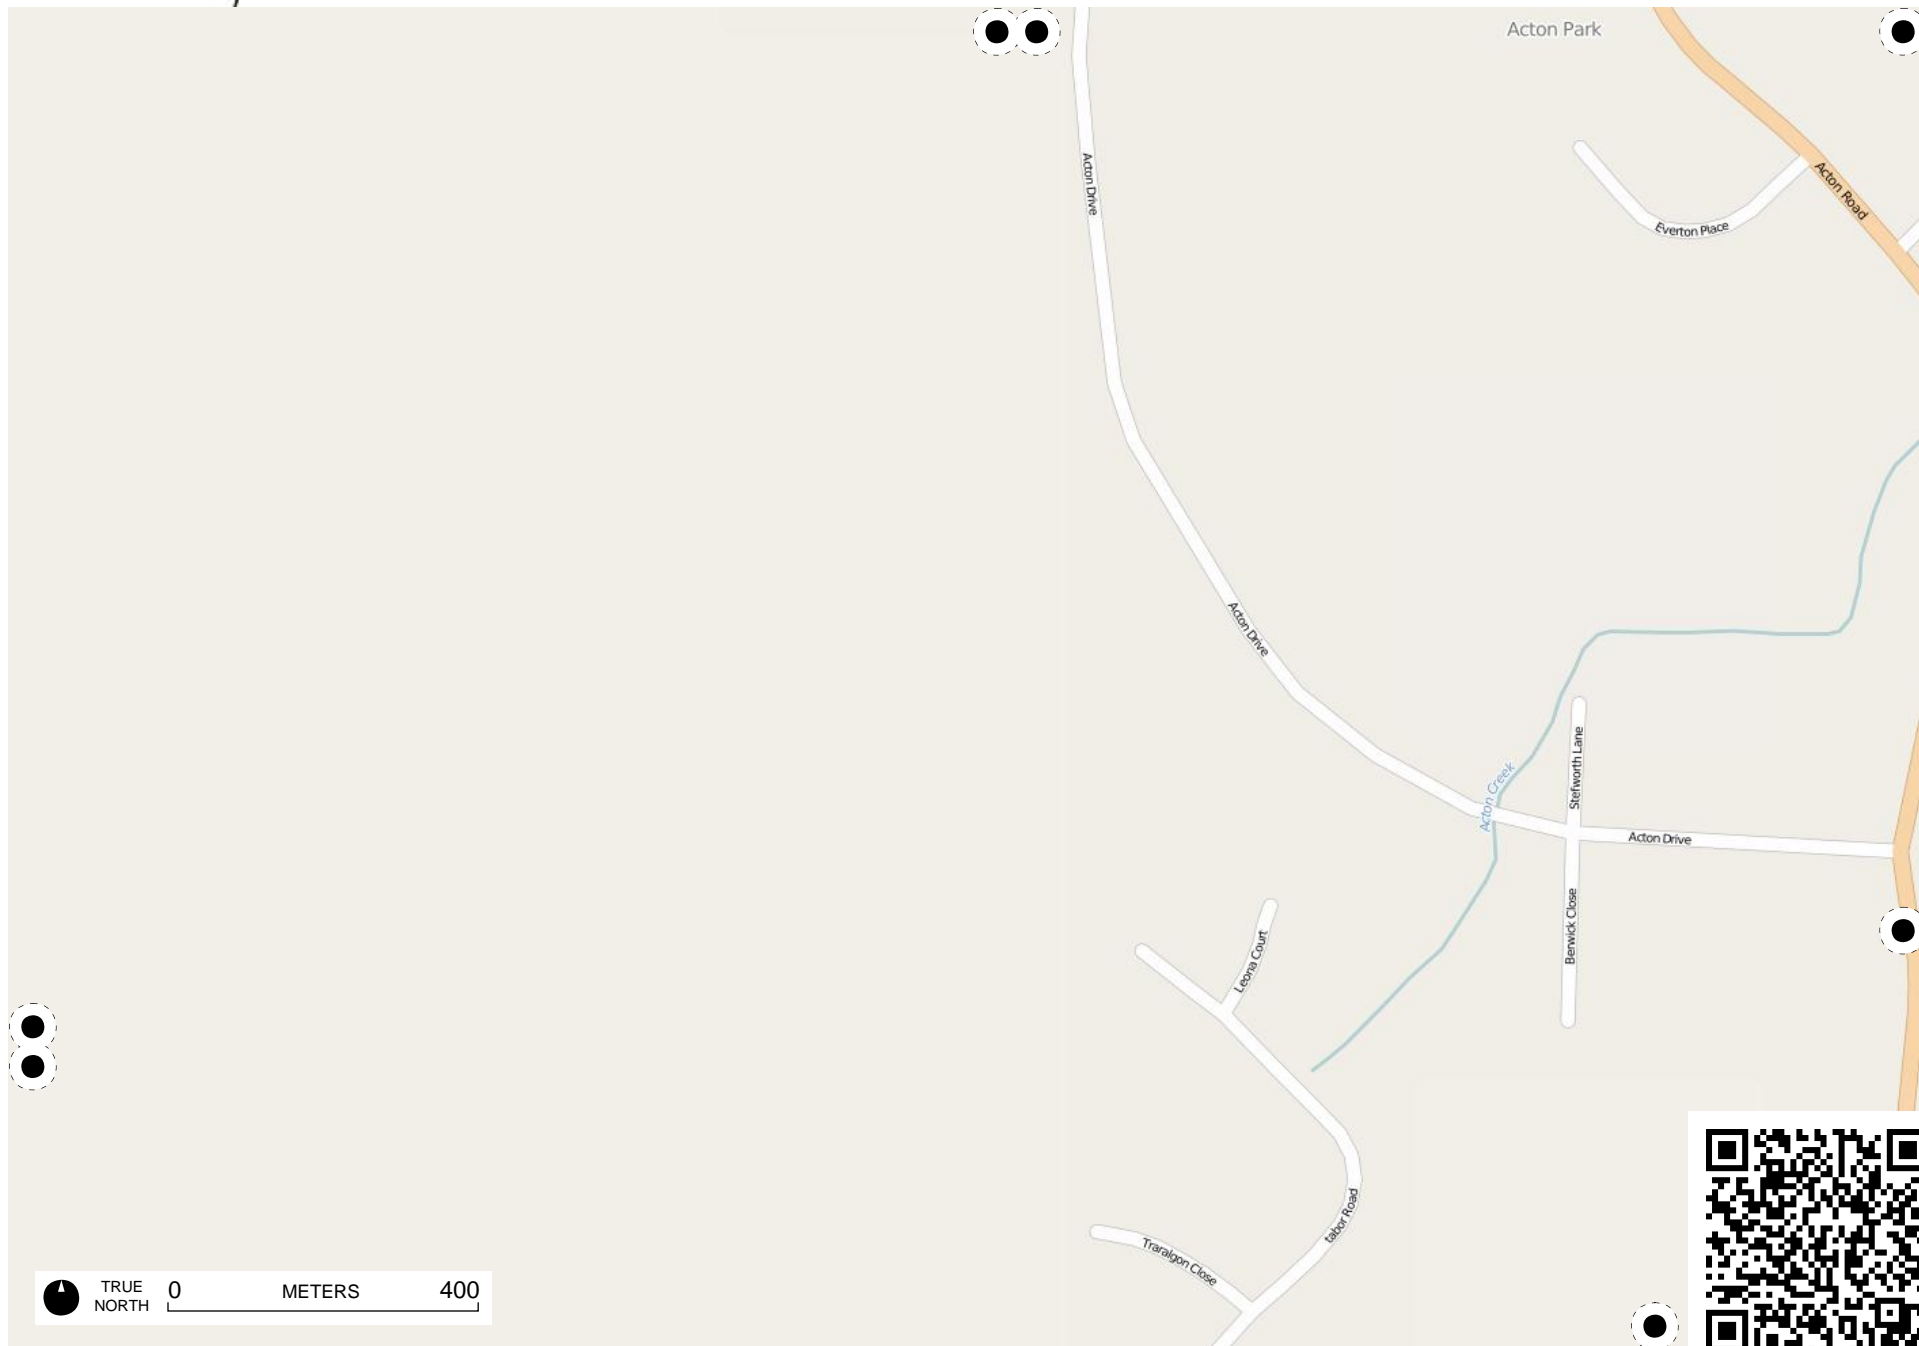 Acton Park
Acton Drive
Acton Road
Everton Place
Acton Drive
Stefworth Lane
Acton Creek
Acton Drive
Berwick Close
Leona Court
tabor Road
Traralgon Close
TRUE
NORTH
0 METERS 400